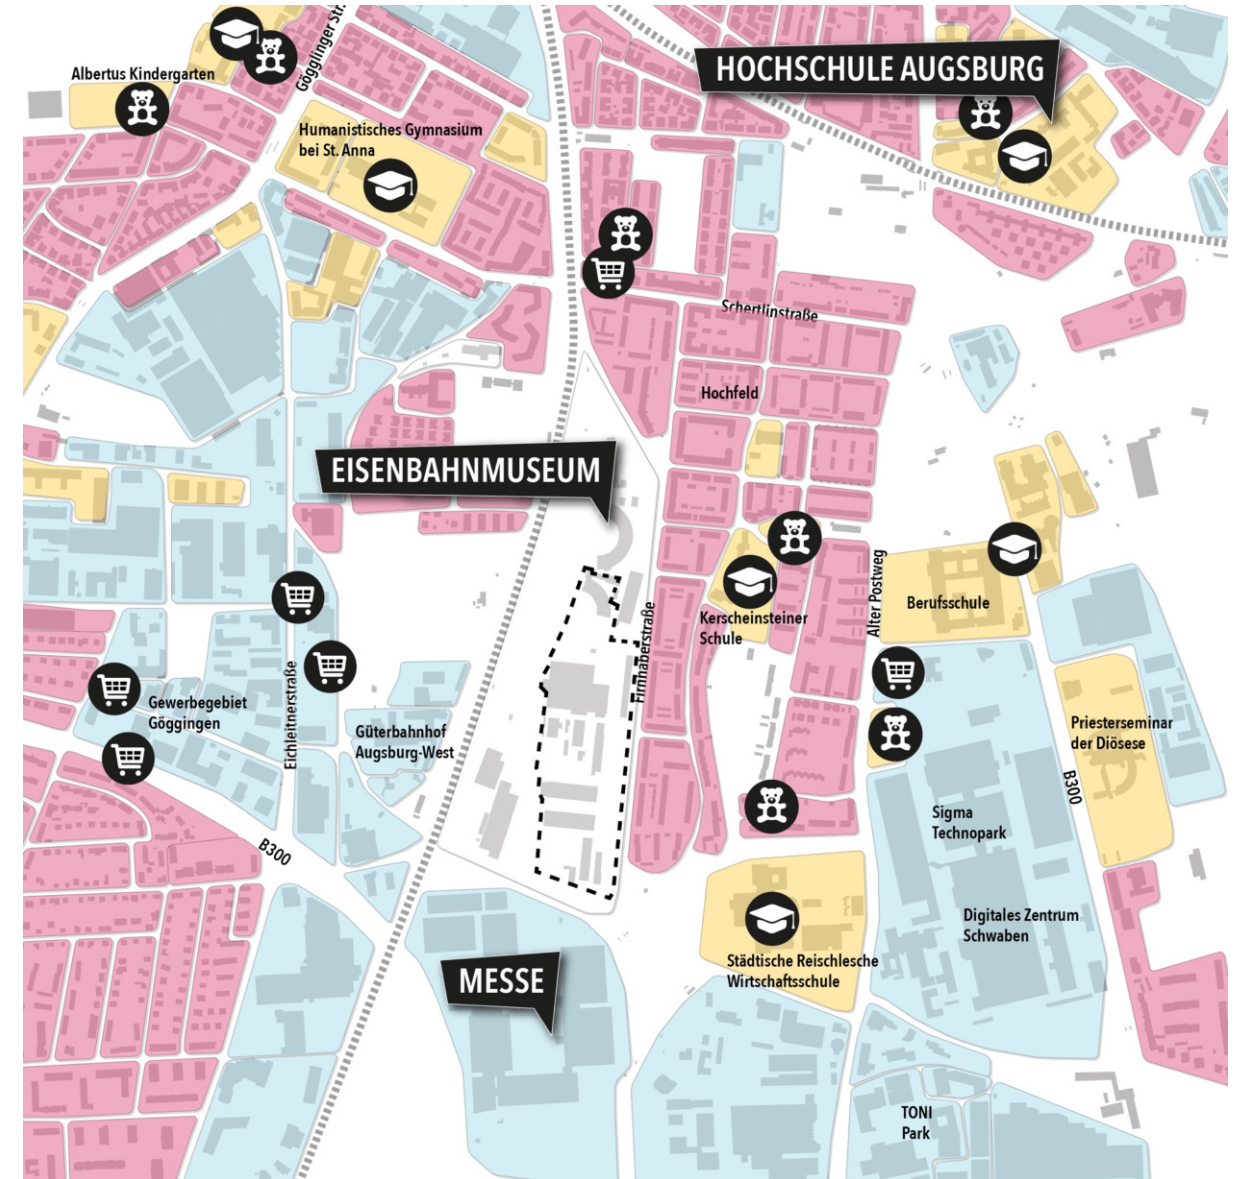 HOCHSCHULE AUGSBURG
Gögglinger Str.
Albertus Kindergarten
Humanistisches Gymnasium
bei St. Anna
Schertlinstraße
Hochfeld
EISENBAHNMUSEUM
Alter Postweg
Berufsschule
Firnhaberstraße
Kerscheinsteiner
Schule
Eichleitnerstraße
Gewerbegebiet
Göggingen
Güterbahnhof
Augsburg-West
Priesterseminar
der Diösese
B300
Sigma
Technopark
B300
Digitales Zentrum
Schwaben
Städtische Reischlesche
Wirtschaftsschule
MESSE
TONI
Park